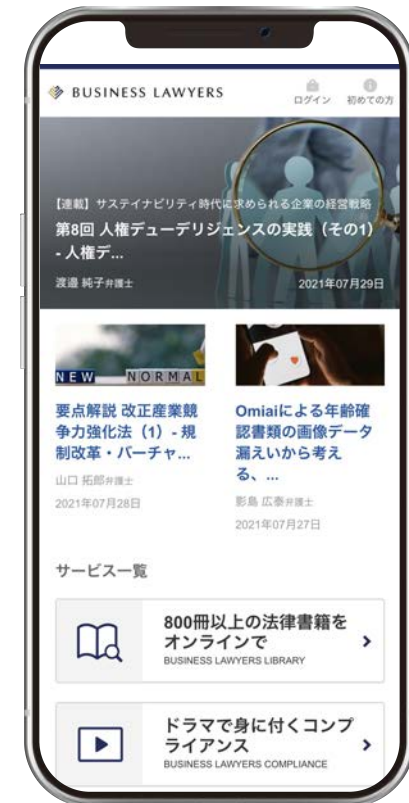 BUSINESS LAWYERS
ログイン
初めての方
【連載】サステイナビリティ時代に求められる企業の経営戦略
第8回 人権デューデリジェンスの実践（その1）
- 人権デ...
渡邉 純子弁護士
2021年07月29日
NEW NORMAL
要点解説 改正産業競
争力強化法（1）- 規
制改革・バーチャ...
山口 拓郎弁護士
2021年07月28日
Omiaiによる年齢確
認書類の画像データ
漏えいから考え
る、...
影島 広泰弁護士
2021年07月27日
サービス一覧
800冊以上の法律書籍を
オンラインで
BUSINESS LAWYERS LIBRARY
ドラマで身に付くコンプ
ライアンス
BUSINESS LAWYERS COMPLIANCE